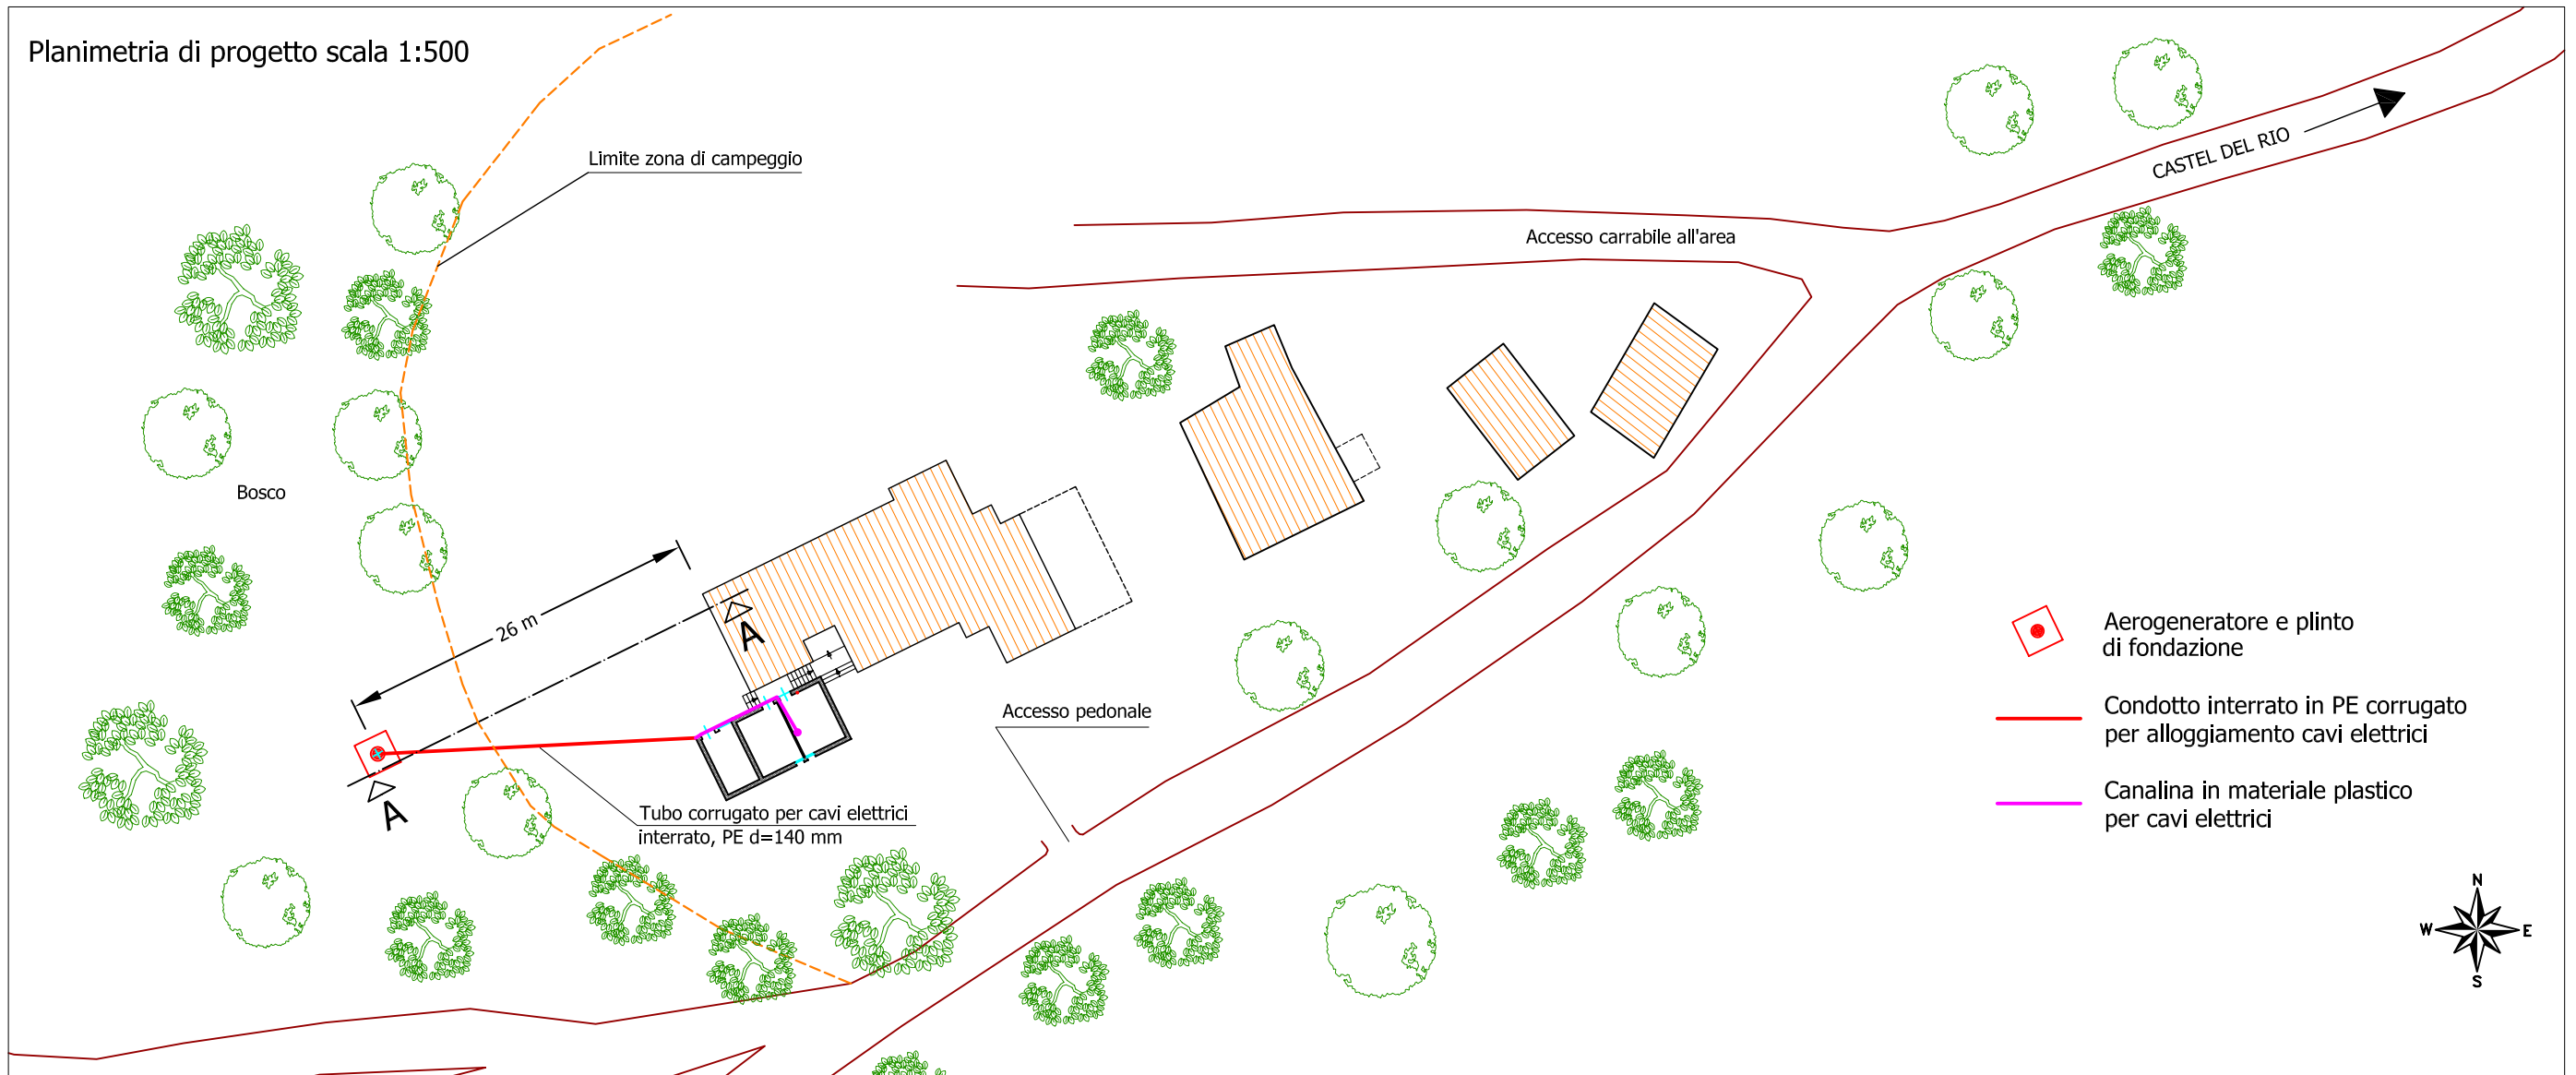 Planimetria di progetto scala 1:500
Limite zona di campeggio
CASTEL DEL RIO
Accesso carrabile all'area
Bosco
26 m
A
A
Accesso pedonale
Tubo corrugato per cavi elettrici
interrato, PE d=140 mm
Aerogeneratore e plinto
di fondazione
Condotto interrato in PE corrugato
per alloggiamento cavi elettrici
Canalina in materiale plastico
per cavi elettrici
N
W E
S